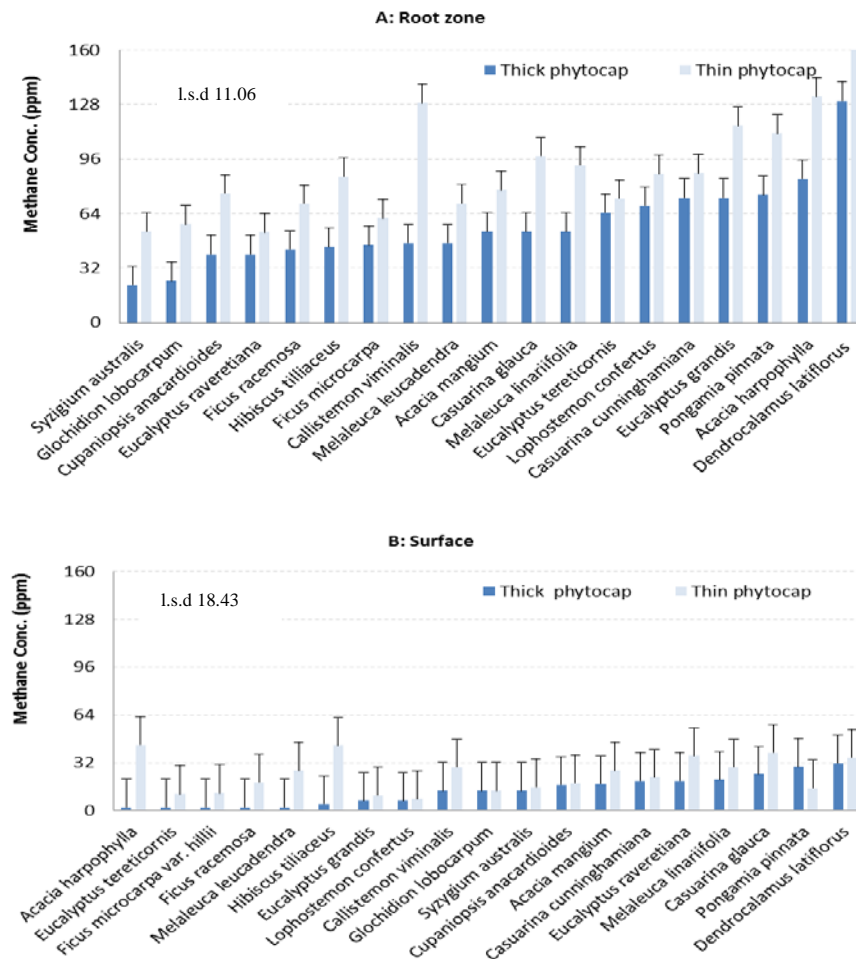 A: Root zone
160
128
96
64
32
0
Methane Conc. (ppm)
l.s.d 11.06
Thick phytocap
Thin phytocap
Syzigium australis
Glochidion lobocarpum
Cupaniopsis anacardioides
Eucalyptus raveretiana
Ficus racemosa
Hibiscus tilliaceus
Ficus microcarpa
Callistemon viminalis
Melaleuca leucadendra
Acacia mangium
Casuarina glauca
Melaleuca linariifolia
Eucalyptus tereticornis
Lophostemon confertus
Casuarina cunninghamiana
Eucalyptus grandis
Pongamia pinnata
Acacia harpophylla
Dendrocalamus latiflorus
B: Surface
160
128
96
64
32
0
Methane Conc. (ppm)
l.s.d 18.43
Thick phytocap
Thin phytocap
Acacia harpophylla
Eucalyptus tereticornis
Ficus microcarpa var. hillii
Ficus racemosa
Melaleuca leucadendra
Hibiscus tiliaceus
Eucalyptus grandis
Lophostemon confertus
Callistemon viminalis
Glochidion lobocarpum
Syzigium australis
Cupaniopsis anacardioides
Acacia mangium
Casuarina cunninghamiana
Eucalyptus raveretiana
Melaleuca linariifolia
Casuarina glauca
Pongamia pinnata
Dendrocalamus latiflorus